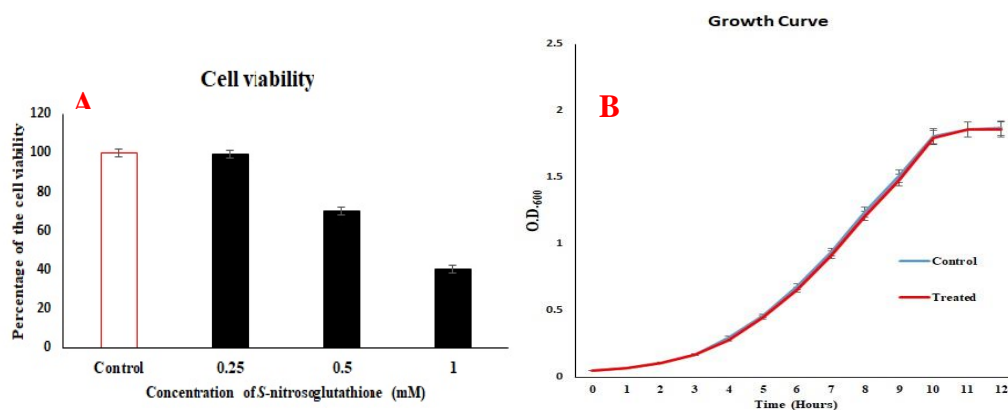 Cell viability
A
Percentage of the cell viability
120
100
80
60
40
20
0
Control 0.25 0.5 1
Concentration of S-nitrosoglutathione (mM)
Growth Curve
B
O.D.600
2.5
2
1.5
1
0.5
0
Control
Treated
0 1 2 3 4 5 6 7 8 9 10 11 12
Time (Hours)